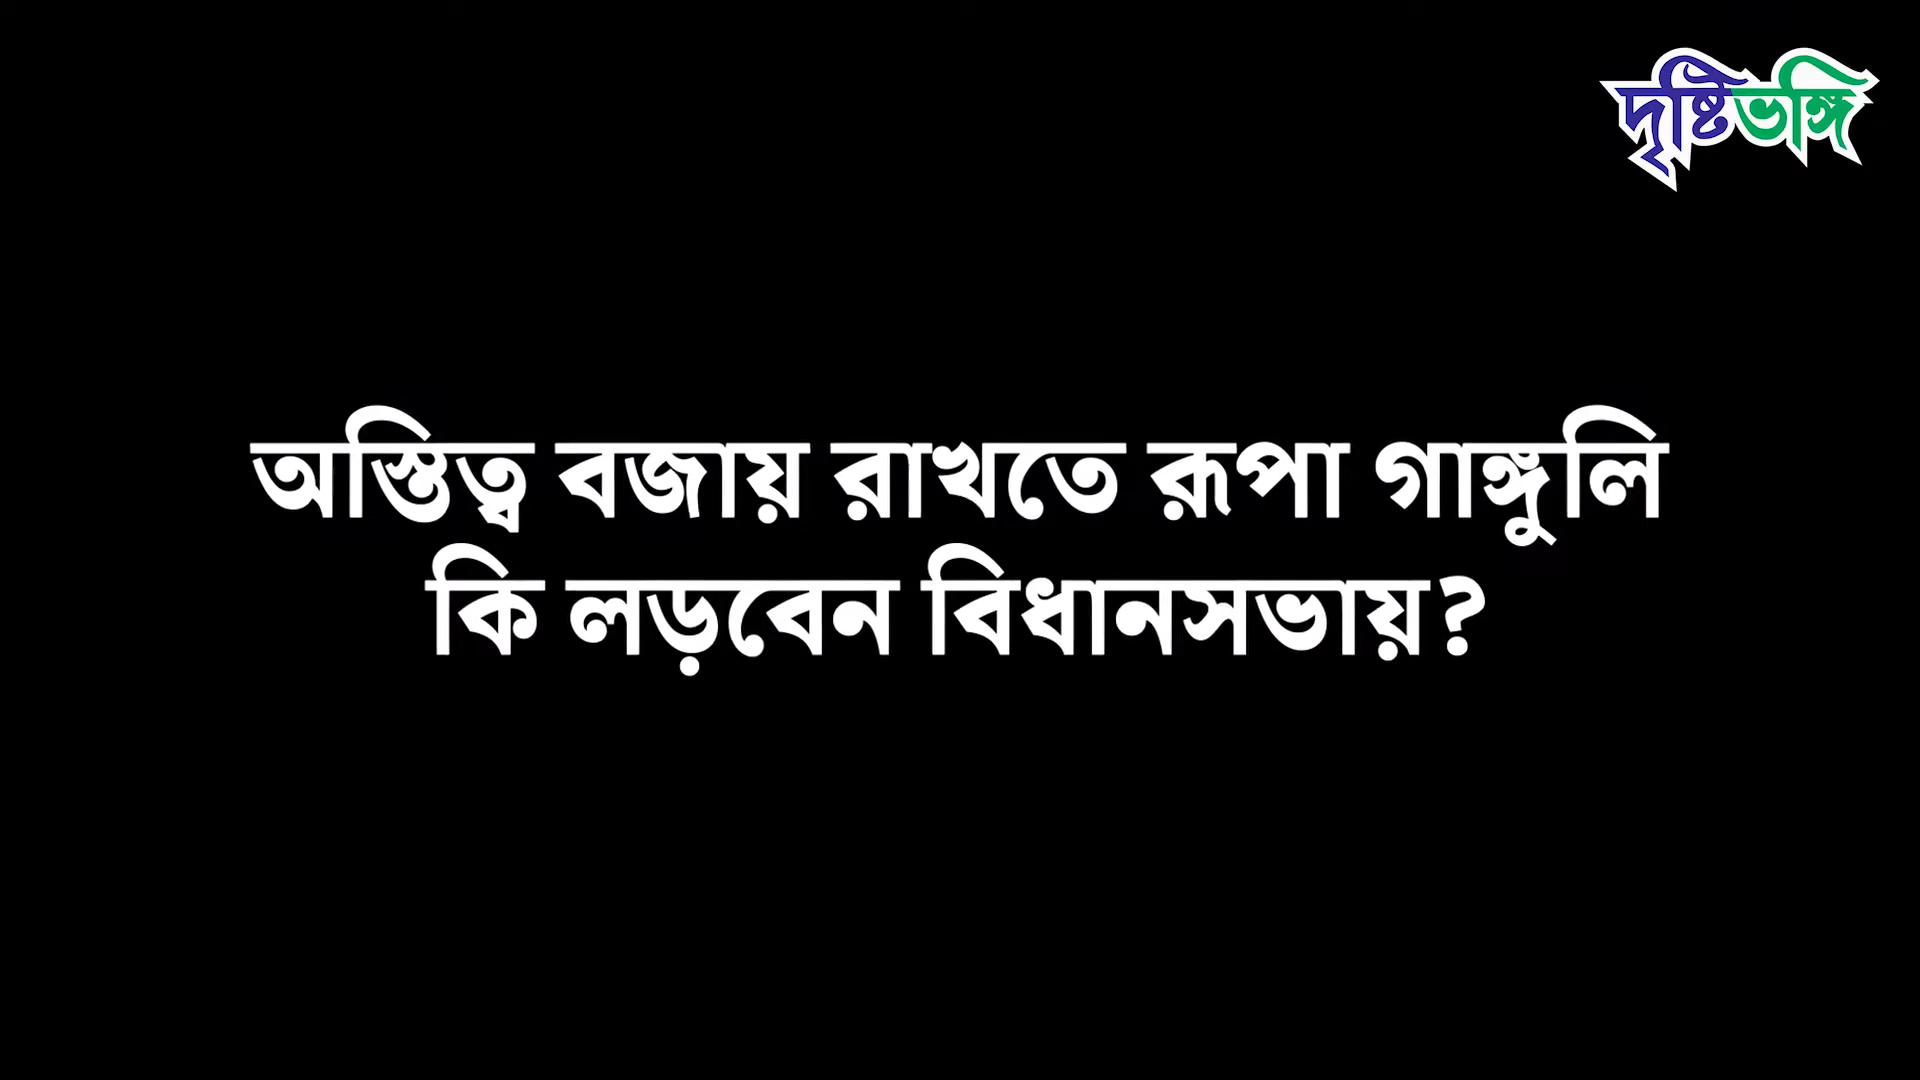 দৃষ্টিভঙ্গি
অস্তিত্ব বজায় রাখতে রূপা গাঙ্গুলি
কি লড়বেন বিধানসভায়?